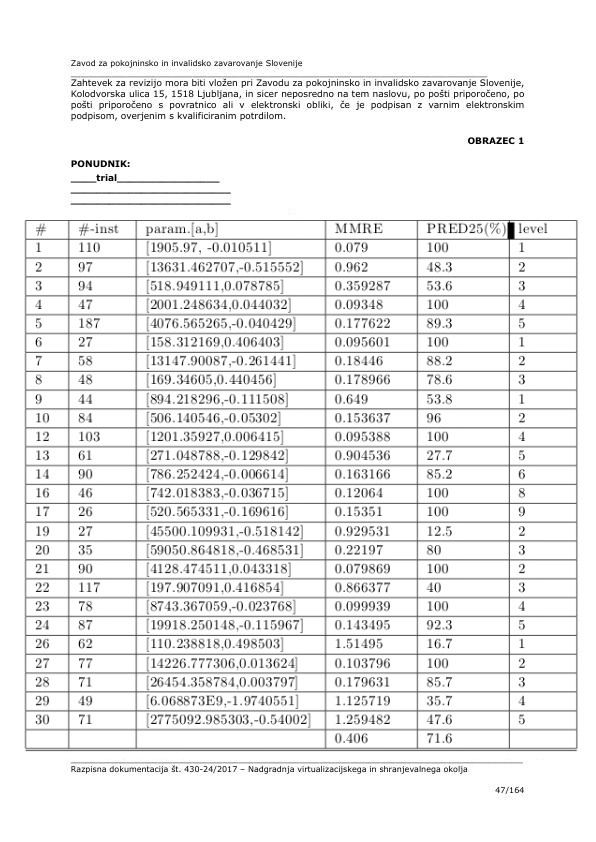 Zavod za pokojninsko in invalidsko zavarovanje Slovenije
Zahtevek za revizijo mora biti vložen pri Zavodu za pokojninsko in invalidsko zavarovanje Slovenije,
Kolodvorska ulica 15, 1518 Ljubljana, in sicer neposredno na tem naslovu, po pošti priporočeno, po
pošti priporočeno s povratnico ali v elektronski obliki, če je podpisan z varnim elektronskim
podpisom, overjenim s kvalificiranim potrdilom.
OBRAZEC 1
PONUDNIK:
____trial__________________
# #-inst param.[a,b] MMRE PRED25(%) level
1 110 [1905.97, -0.010511] 0.079 100 1
2 97 [13631.462707,-0.515552] 0.962 48.3 2
3 94 [518.949111,0.078785] 0.359287 53.6 3
4 47 [2001.248634,0.044032] 0.09348 100 4
5 187 [4076.565265,-0.040429] 0.177622 89.3 5
6 27 [158.312169,0.406403] 0.095601 100 1
7 58 [13147.90087,-0.261441] 0.18446 88.2 2
8 48 [169.34605,0.440456] 0.178966 78.6 3
9 44 [894.218296,-0.111508] 0.649 53.8 1
10 84 [506.140546,-0.05302] 0.153637 96 2
12 103 [1201.35927,0.006415] 0.095388 100 4
13 61 [271.048788,-0.129842] 0.904536 27.7 5
14 90 [786.252424,-0.006614] 0.163166 85.2 6
16 46 [742.018383,-0.036715] 0.12064 100 8
17 26 [520.565331,-0.169616] 0.15351 100 9
19 27 [45500.109931,-0.518142] 0.929531 12.5 2
20 35 [59050.864818,-0.468531] 0.22197 80 3
21 90 [4128.474511,0.043318] 0.079869 100 2
22 117 [197.907091,0.416854] 0.866377 40 3
23 78 [8743.367059,-0.023768] 0.099939 100 4
24 87 [19918.250148,-0.115967] 0.143495 92.3 5
26 62 [110.238818,0.498503] 1.51495 16.7 1
27 77 [14226.777306,0.013624] 0.103796 100 2
28 71 [26454.358784,0.003797] 0.179631 85.7 3
29 49 [6.068873E9,-1.9740551] 1.125719 35.7 4
30 71 [2775092.985303,-0.54002] 1.259482 47.6 5
0.406 71.6
Razpisna dokumentacija št. 430-24/2017 – Nadgradnja virtualizacijskega in shranjevalnega okolja
47/164